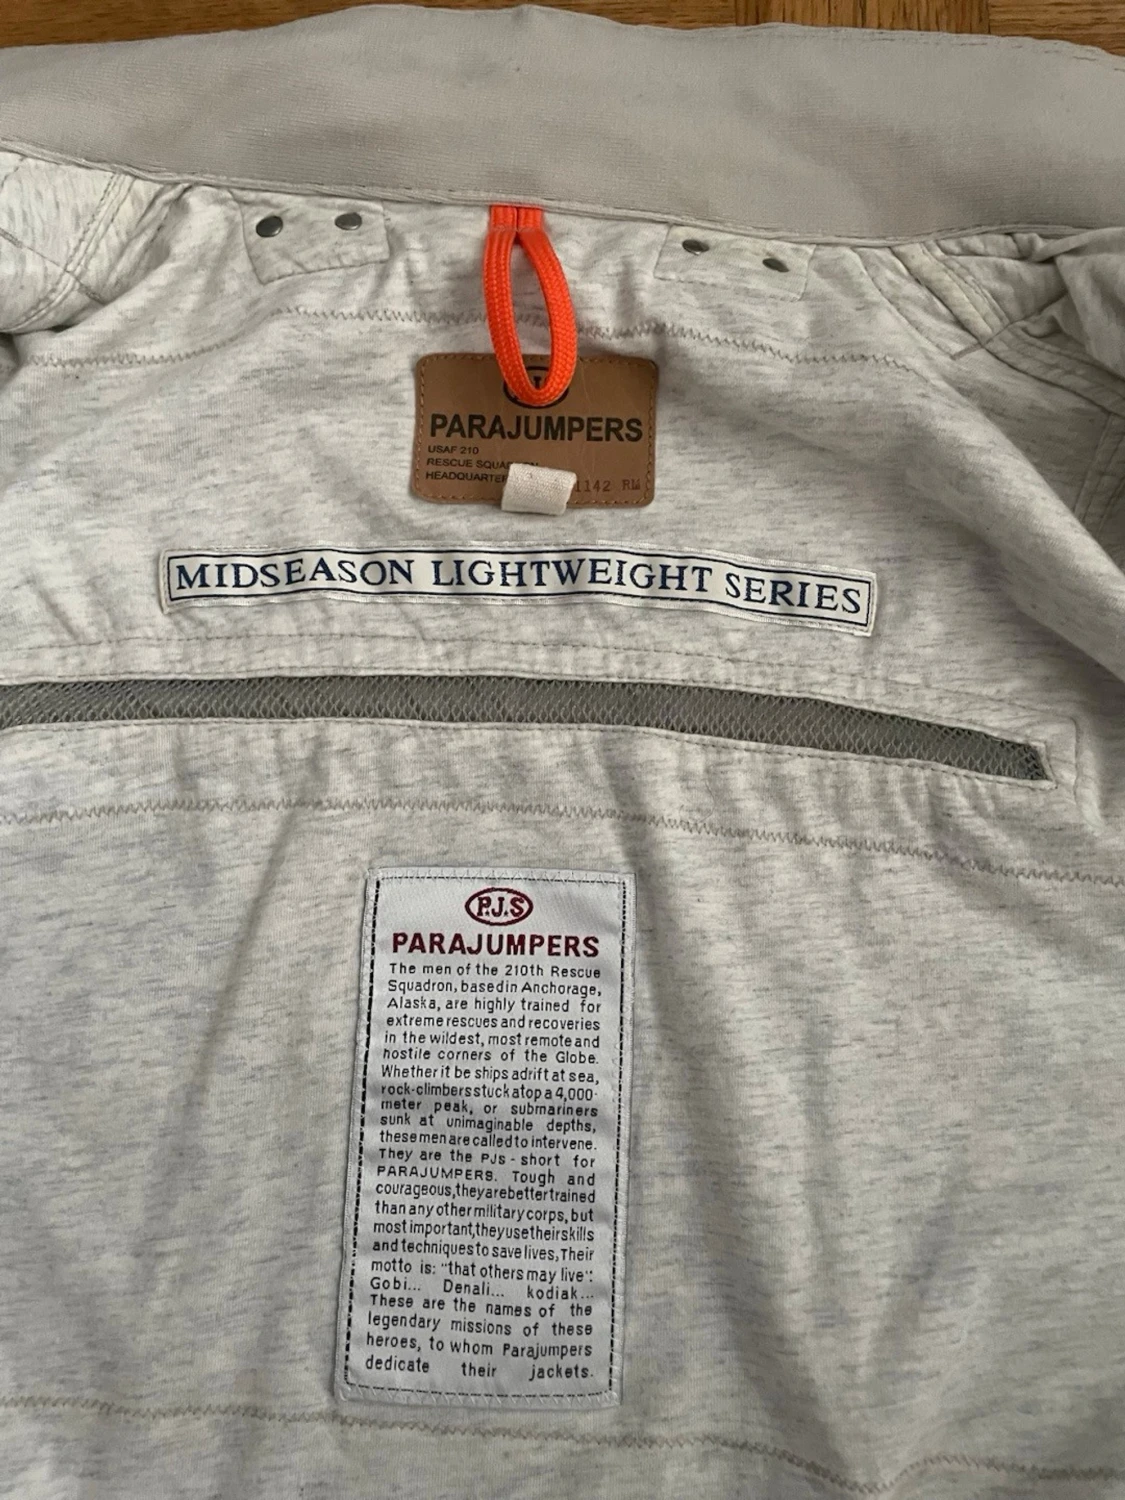 PARAJUMPERS
USAF 210
RESCUE
HEADQUARTE
1142 RW
MIDSEASON LIGHTWEIGHT SERIES
P.J.S
PARAJUMPERS
The men of the 210th Rescue
Squadron, based in Anchorage,
Alaska, are highly trained for
extreme rescues and recoveries
in the wildest, most remote and
hostile corners of the Globe.
Whether it be ships adrift at sea,
rock-climbers stuck atop a 4,000-
meter peak, or submariners
sunk at unimaginable depths,
these men are called to intervene.
They are the PJs - short for
PARAJUMPERS. Tough and
courageous, they are better trained
than any other military corps, but
most important, they use their skills
and techniques to save lives, Their
motto is: "that others may live":
Gobi... Denali... kodiak...
These are the names of the
legendary missions of these
heroes, to whom Parajumpers
dedicate their jackets.